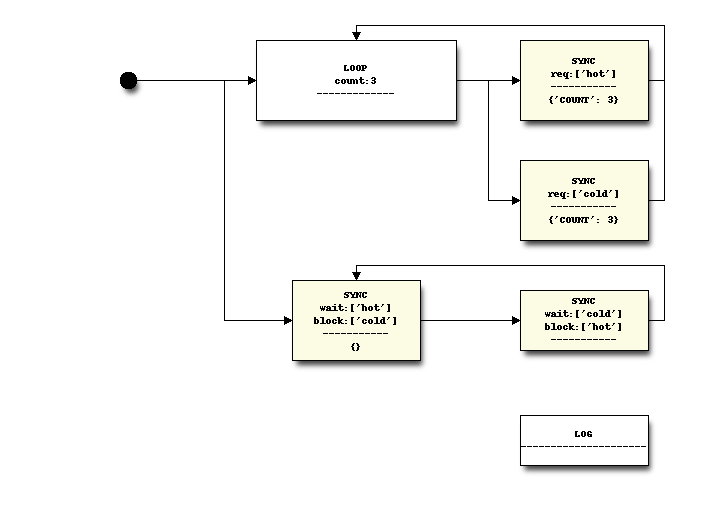 LOOP
count:3
-------------
SYNC
req:['hot']
-----------
{'COUNT': 3}
SYNC
req:['cold']
-----------
{'COUNT': 3}
SYNC
wait:['hot']
block:['cold']
-----------
{}
SYNC
wait:['cold']
block:['hot']
-----------
LOG
---------------------